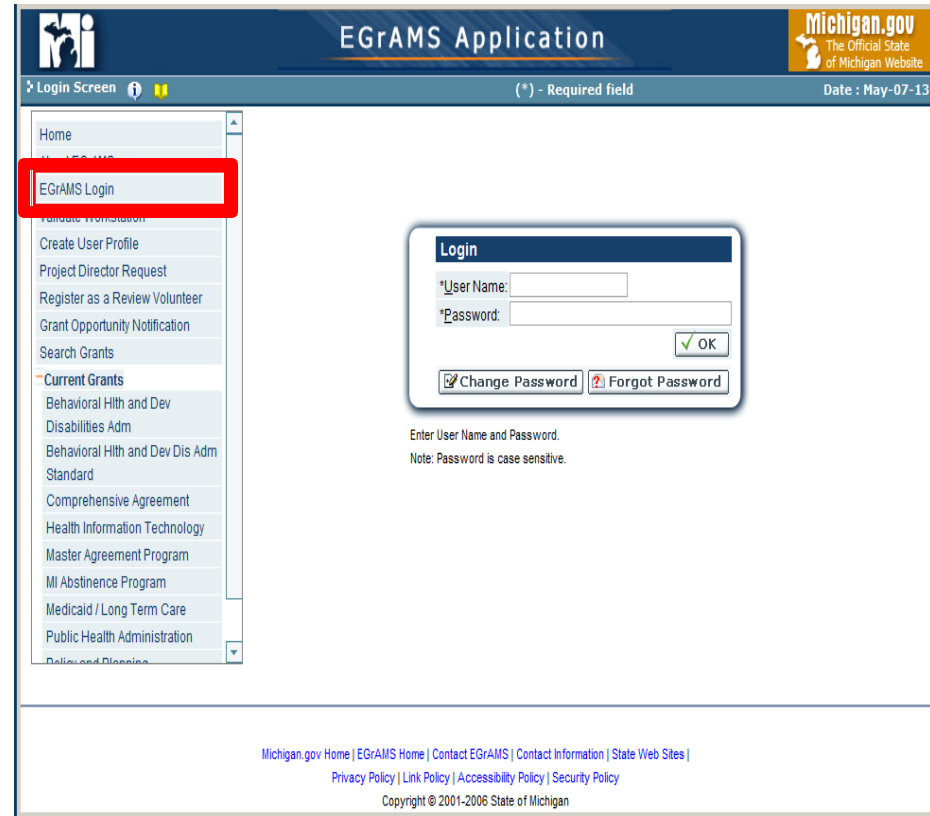 Mi
EGrAMS Application
Michigan.gov
The Official State
of Michigan Website
Login Screen
(*) - Required field
Date : May-07-13
Home
EGrAMS Login
Validate Workstation
Create User Profile
Project Director Request
Register as a Review Volunteer
Grant Opportunity Notification
Search Grants
Current Grants
Behavioral Hlth and Dev
Disabilities Adm
Behavioral Hlth and Dev Dis Adm
Standard
Comprehensive Agreement
Health Information Technology
Master Agreement Program
MI Abstinence Program
Medicaid / Long Term Care
Public Health Administration
Policy and Planning
Login
*User Name:
*Password:
OK
Change Password
Forgot Password
Enter User Name and Password.
Note: Password is case sensitive.
Michigan.gov Home | EGrAMS Home | Contact EGrAMS | Contact Information | State Web Sites |
Privacy Policy | Link Policy | Accessibility Policy | Security Policy
Copyright © 2001-2006 State of Michigan